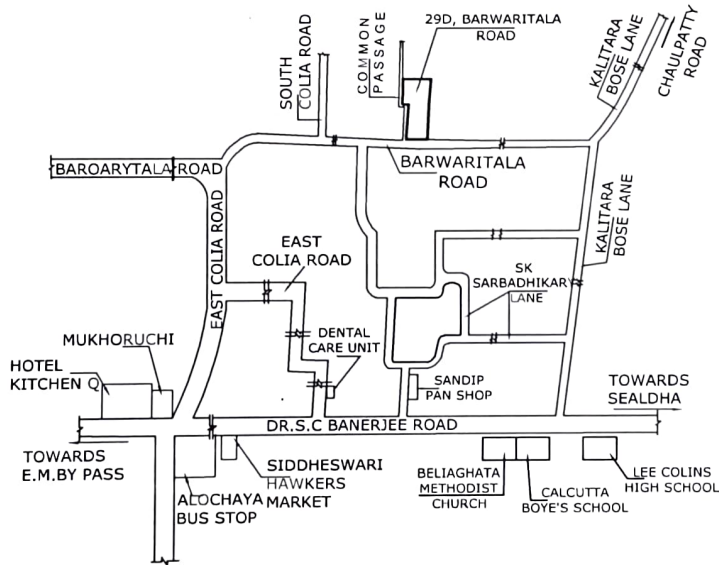 29D, BARWARITALA
ROAD
SOUTH
COLIA ROAD
COMMON
PASSAGE
KALITARA
BOSE LANE
CHAULPATTY
ROAD
BAROARYTALA ROAD
BARWARITALA
ROAD
EAST COLIA ROAD
EAST
COLIA ROAD
KALITARA
BOSE LANE
SK
SARBADHIKARY
LANE
MUKHORUCHI
DENTAL
CARE UNIT
HOTEL
KITCHEN Q
SANDIP
PAN SHOP
TOWARDS
SEALDHA
DR.S.C BANERJEE ROAD
TOWARDS
E.M.BY PASS
ALOCHAYA
BUS STOP
SIDDHESWARI
HAWKERS
MARKET
BELIAGHATA
METHODIST
CHURCH
CALCUTTA
BOYE'S SCHOOL
LEE COLINS
HIGH SCHOOL